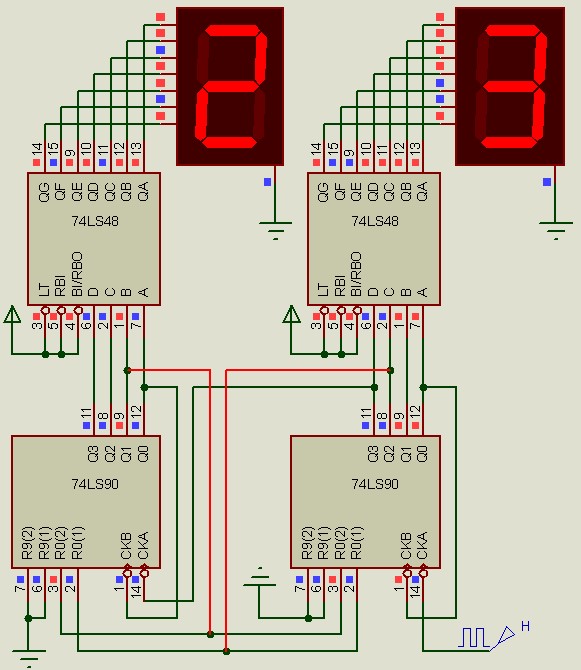 2 3
14 15 9 10 11 12 13
14 15 9 10 11 12 13
QG QF QE QD QC QB QA
QG QF QE QD QC QB QA
74LS48
74LS48
LT RBI BI/RBO D C B A
LT RBI BI/RBO D C B A
3 5 4 6 2 1 7
3 5 4 6 2 1 7
11 8 9 12
11 8 9 12
Q3 Q2 Q1 Q0
Q3 Q2 Q1 Q0
74LS90
74LS90
R9(2) R9(1) R0(2) R0(1) CKB CKA
R9(2) R9(1) R0(2) R0(1) CKB CKA
7 6 3 2 1 14
7 6 3 2 1 14
H